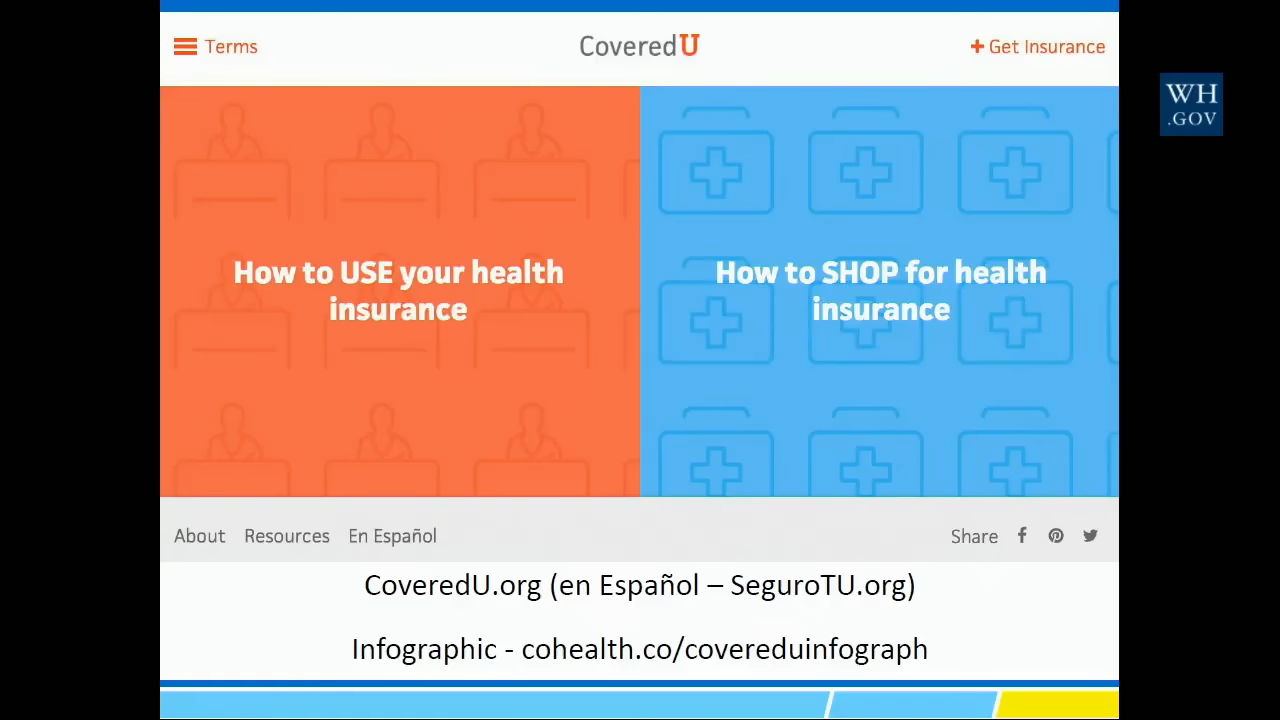 Terms
CoveredU
+ Get Insurance
WH
.GOV
How to USE your health
insurance
How to SHOP for health
insurance
About Resources En Español
Share
CoveredU.org (en Español – SeguroTU.org)
Infographic - cohealth.co/covereduinfograph